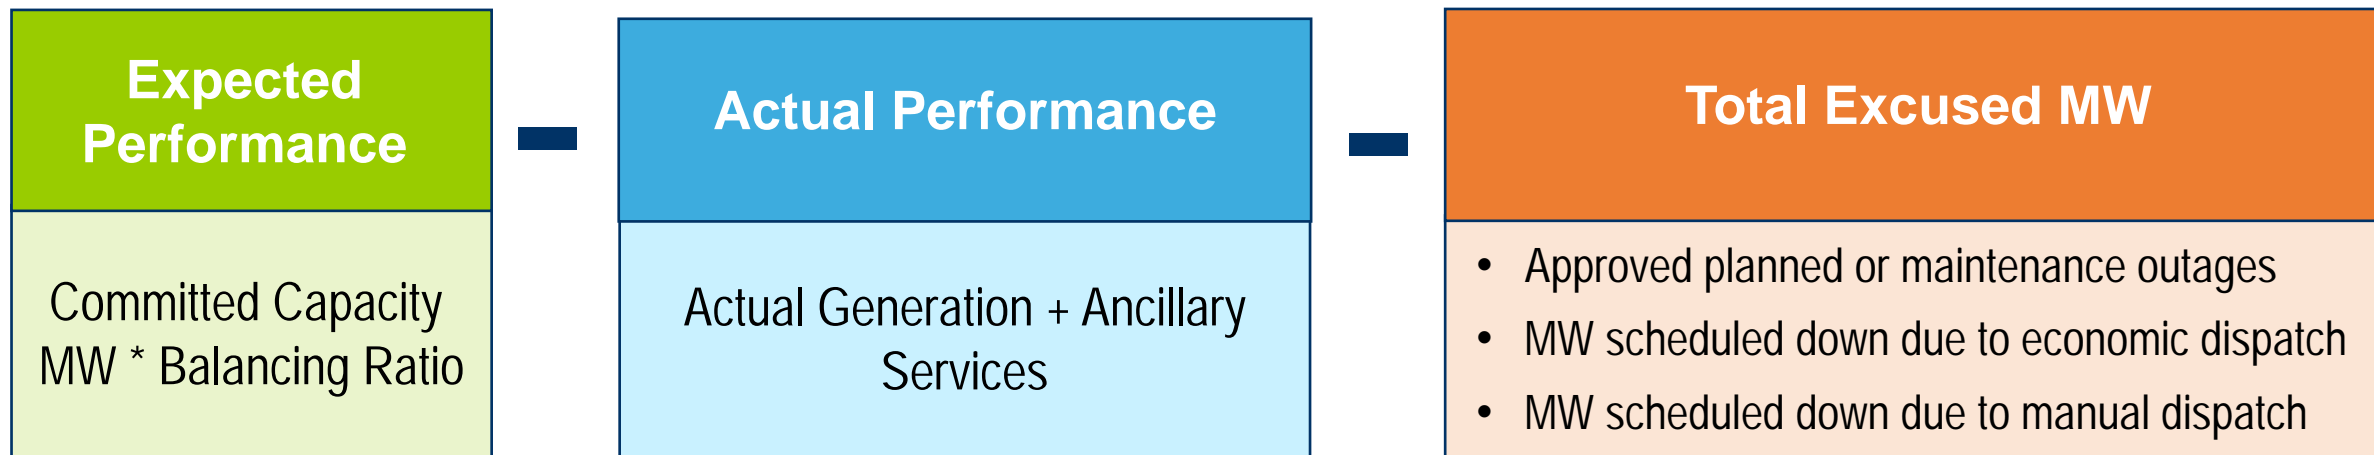 Expected
Performance
Committed Capacity
MW * Balancing Ratio
Actual Performance
Actual Generation + Ancillary
Services
Total Excused MW
• Approved planned or maintenance outages
• MW scheduled down due to economic dispatch
• MW scheduled down due to manual dispatch